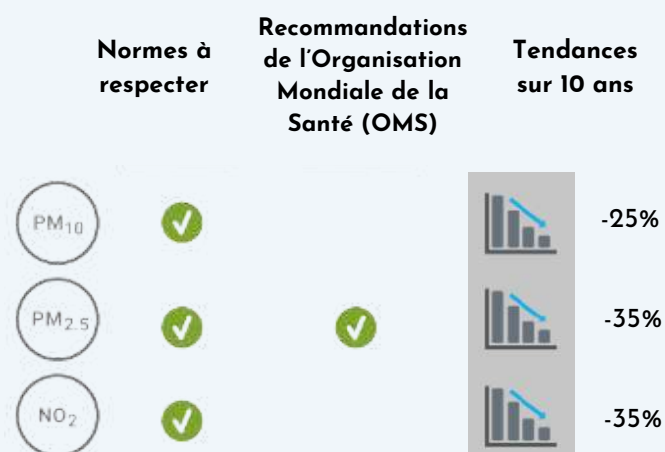 Normes à
respecter
Recommandations
de l'Organisation
Mondiale de la
Santé (OMS)
Tendances
sur 10 ans
PM10
-25%
PM2.5
-35%
NO2
-35%